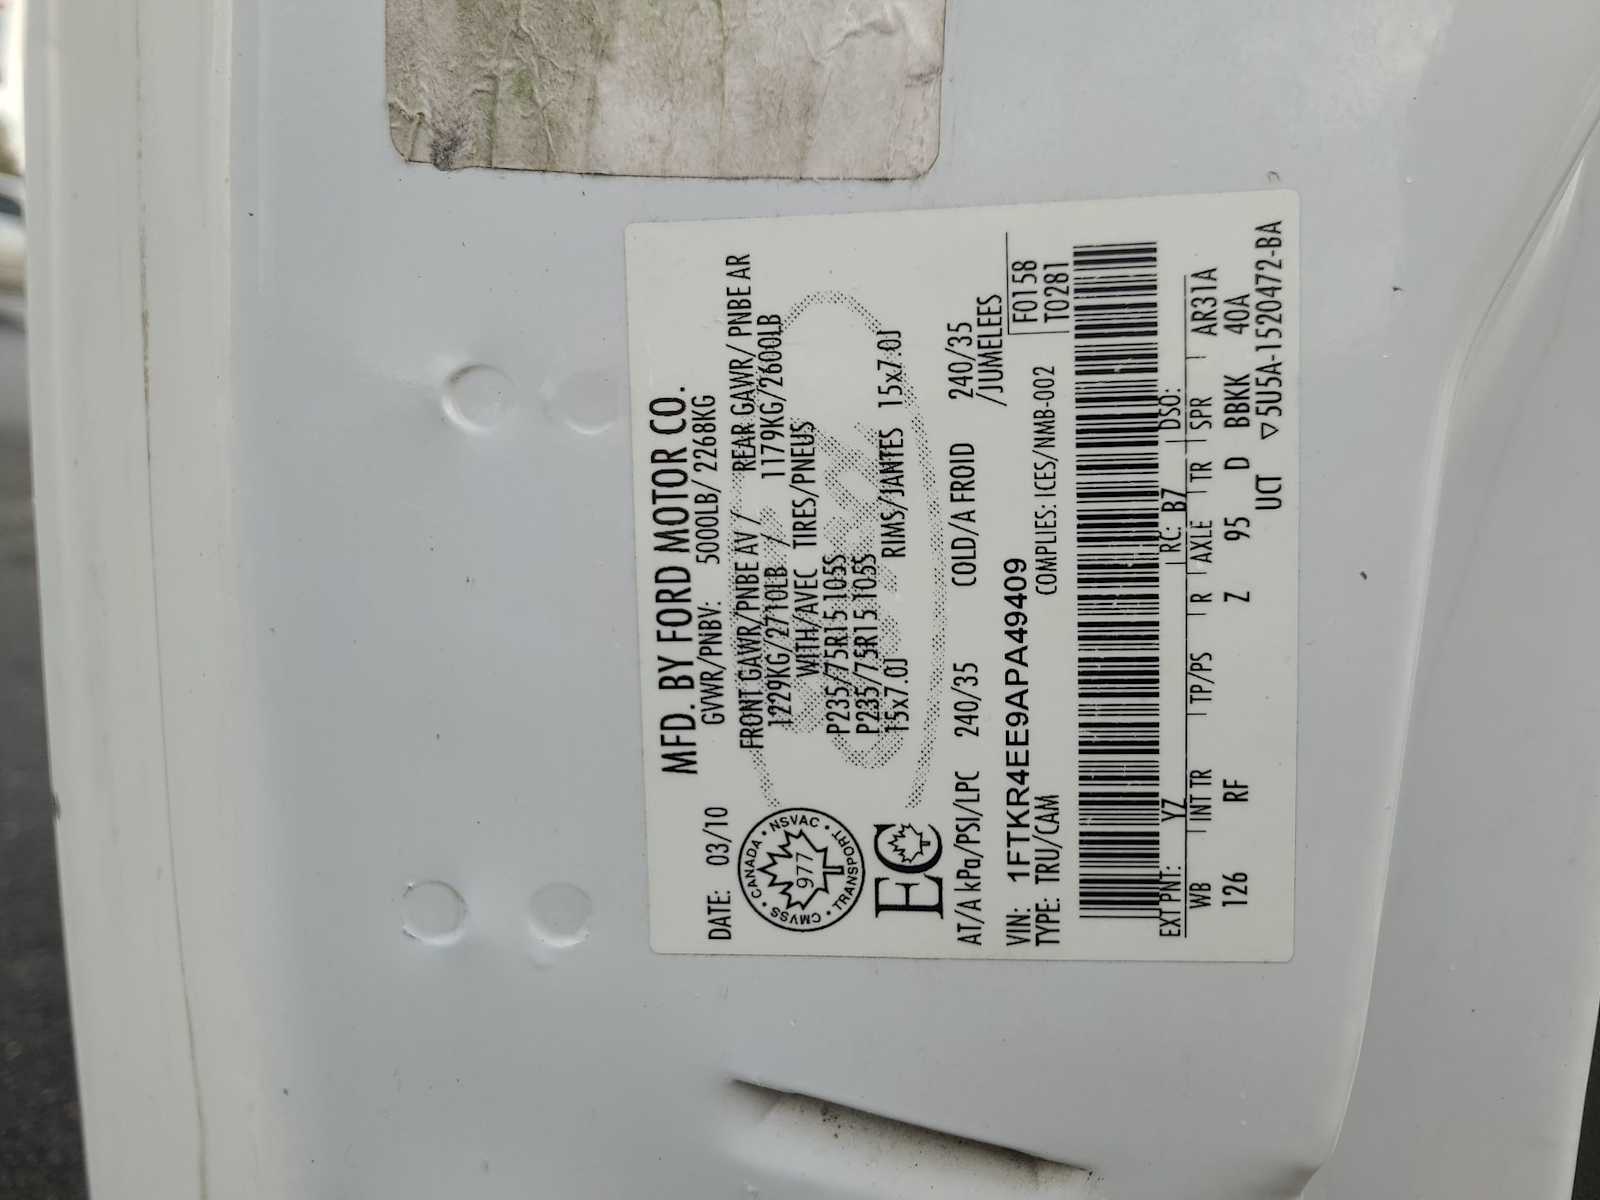 MFD. BY FORD MOTOR CO.
DATE: 03/10 GVWR/PNBV: 5000LB/ 2268KG
FRONT GAWR/PNBE AV/ REAR GAWR/ PNBE AR
1229KG/2710LB / 1179KG/2600LB
WITH/AVEC TIRES/PNEUS
P235/75R15 105S
P235/75R15 105S
15x7.0J RIMS/JANTES 15x7.0J
CANADA • NSVAC • TRANSPORT • CMVSS •
977
EC
AT/A kPa/PSI/LPC 240/35 COLD/A FROID 240/35
/JUMELEES
VIN: 1FTKR4EE9APA49409 F0158
TYPE: TRU/CAM COMPLIES: ICES/NMB-002 T0281
EXT PNT: YZ RC: B7 DSO:
WB INT TR TP/PS R AXLE TR SPR AR31A
126 RF Z 95 D BBKK 40A
UCT ▽5U5A-1520472-BA